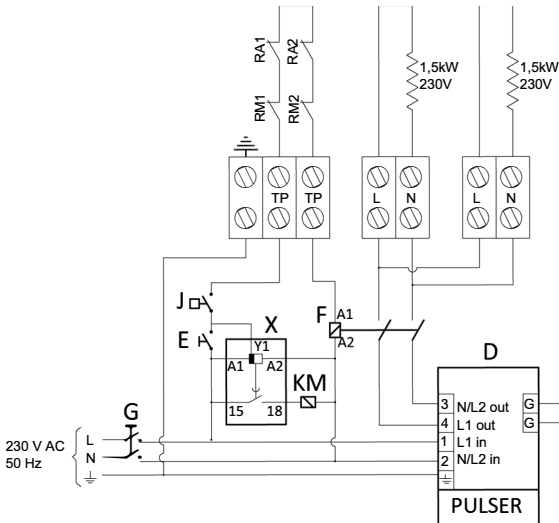 RA1
RA2
RM1
RM2
1,5kW
230V
1,5kW
230V
TP
TP
L
N
L
N
J
E
X
Y1
A1
A2
15
18
KM
F
A1
A2
D
G
230 V AC
50 Hz
L
N
3
N/L2 out
4
L1 out
1
L1 in
2
N/L2 in
G
G
PULSER